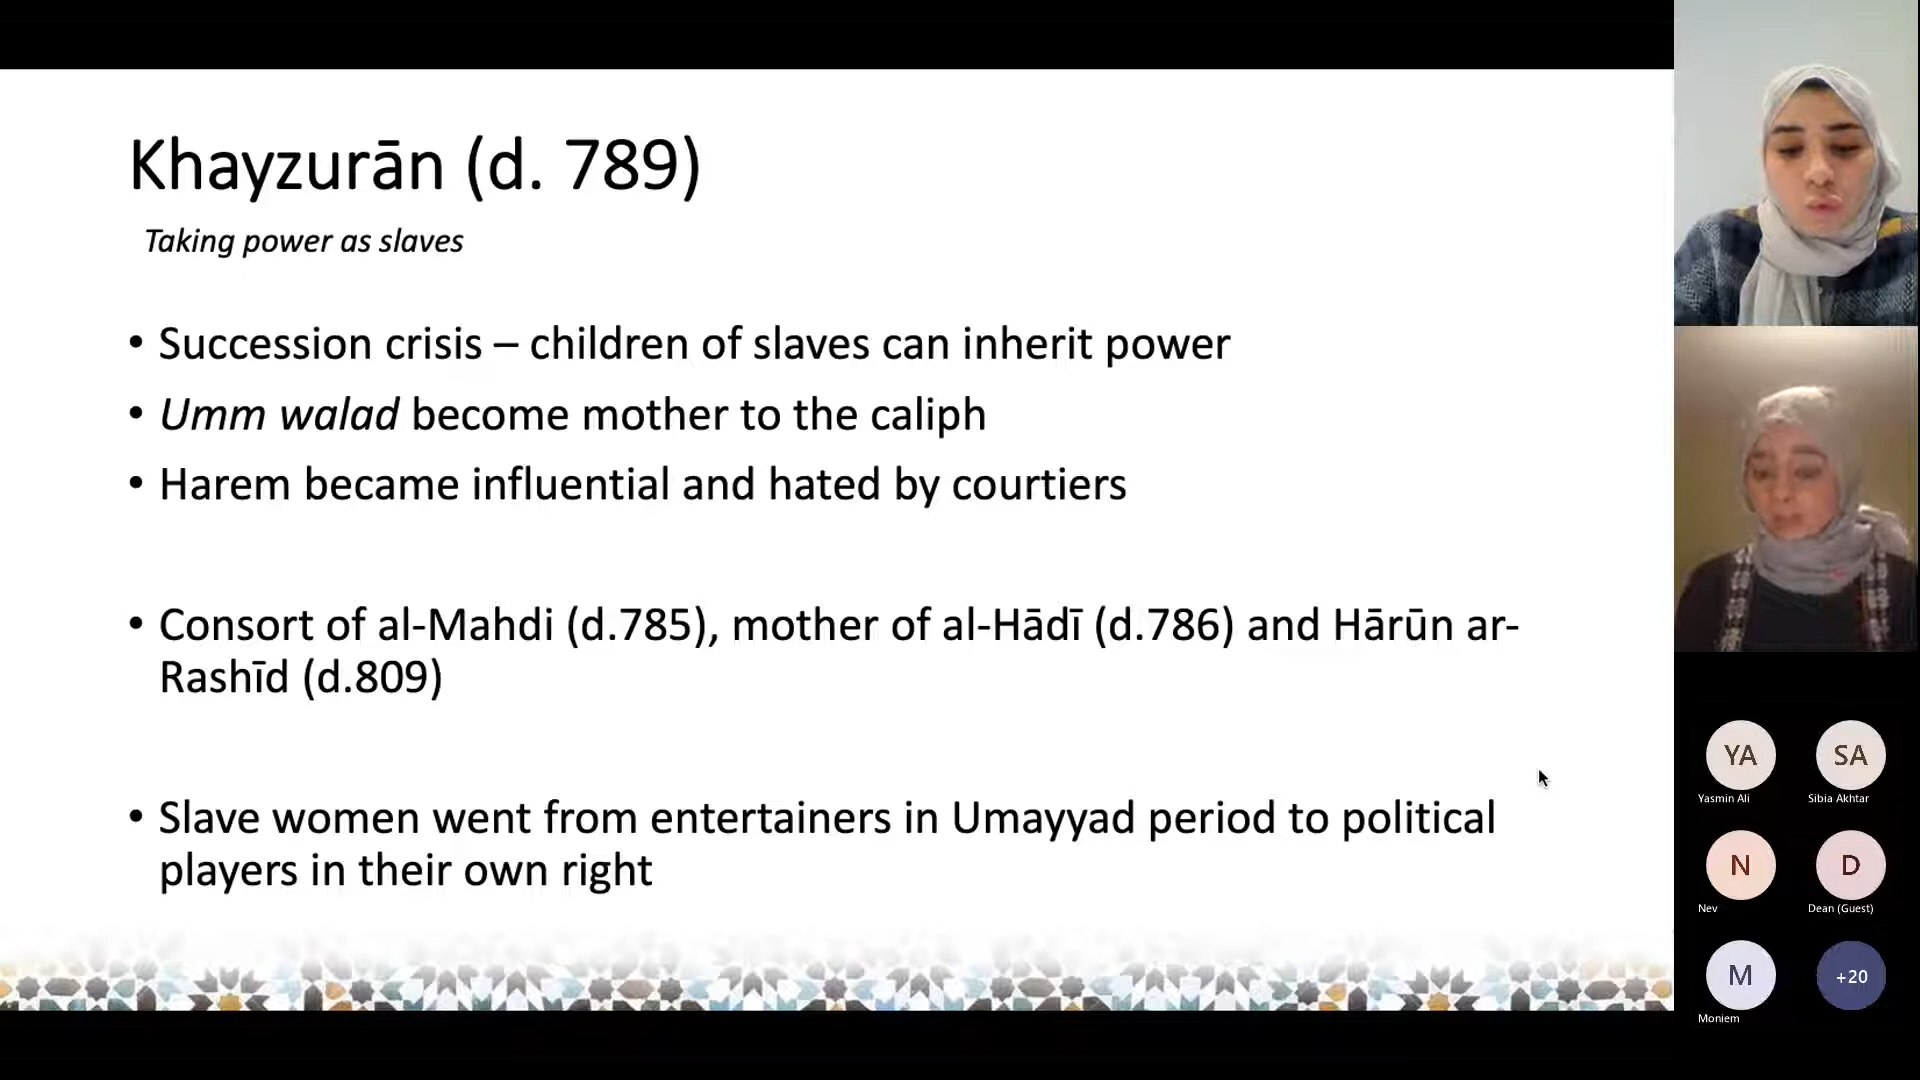 Khayzurān (d. 789)
Taking power as slaves
• Succession crisis – children of slaves can inherit power
• Umm walad become mother to the caliph
• Harem became influential and hated by courtiers
• Consort of al-Mahdi (d.785), mother of al-Hādī (d.786) and Hārūn ar-
Rashīd (d.809)
• Slave women went from entertainers in Umayyad period to political
players in their own right
YA
SA
Yasmin Ali
Sibia Akhtar
N
D
Nev
Dean (Guest)
M
+20
Moniem